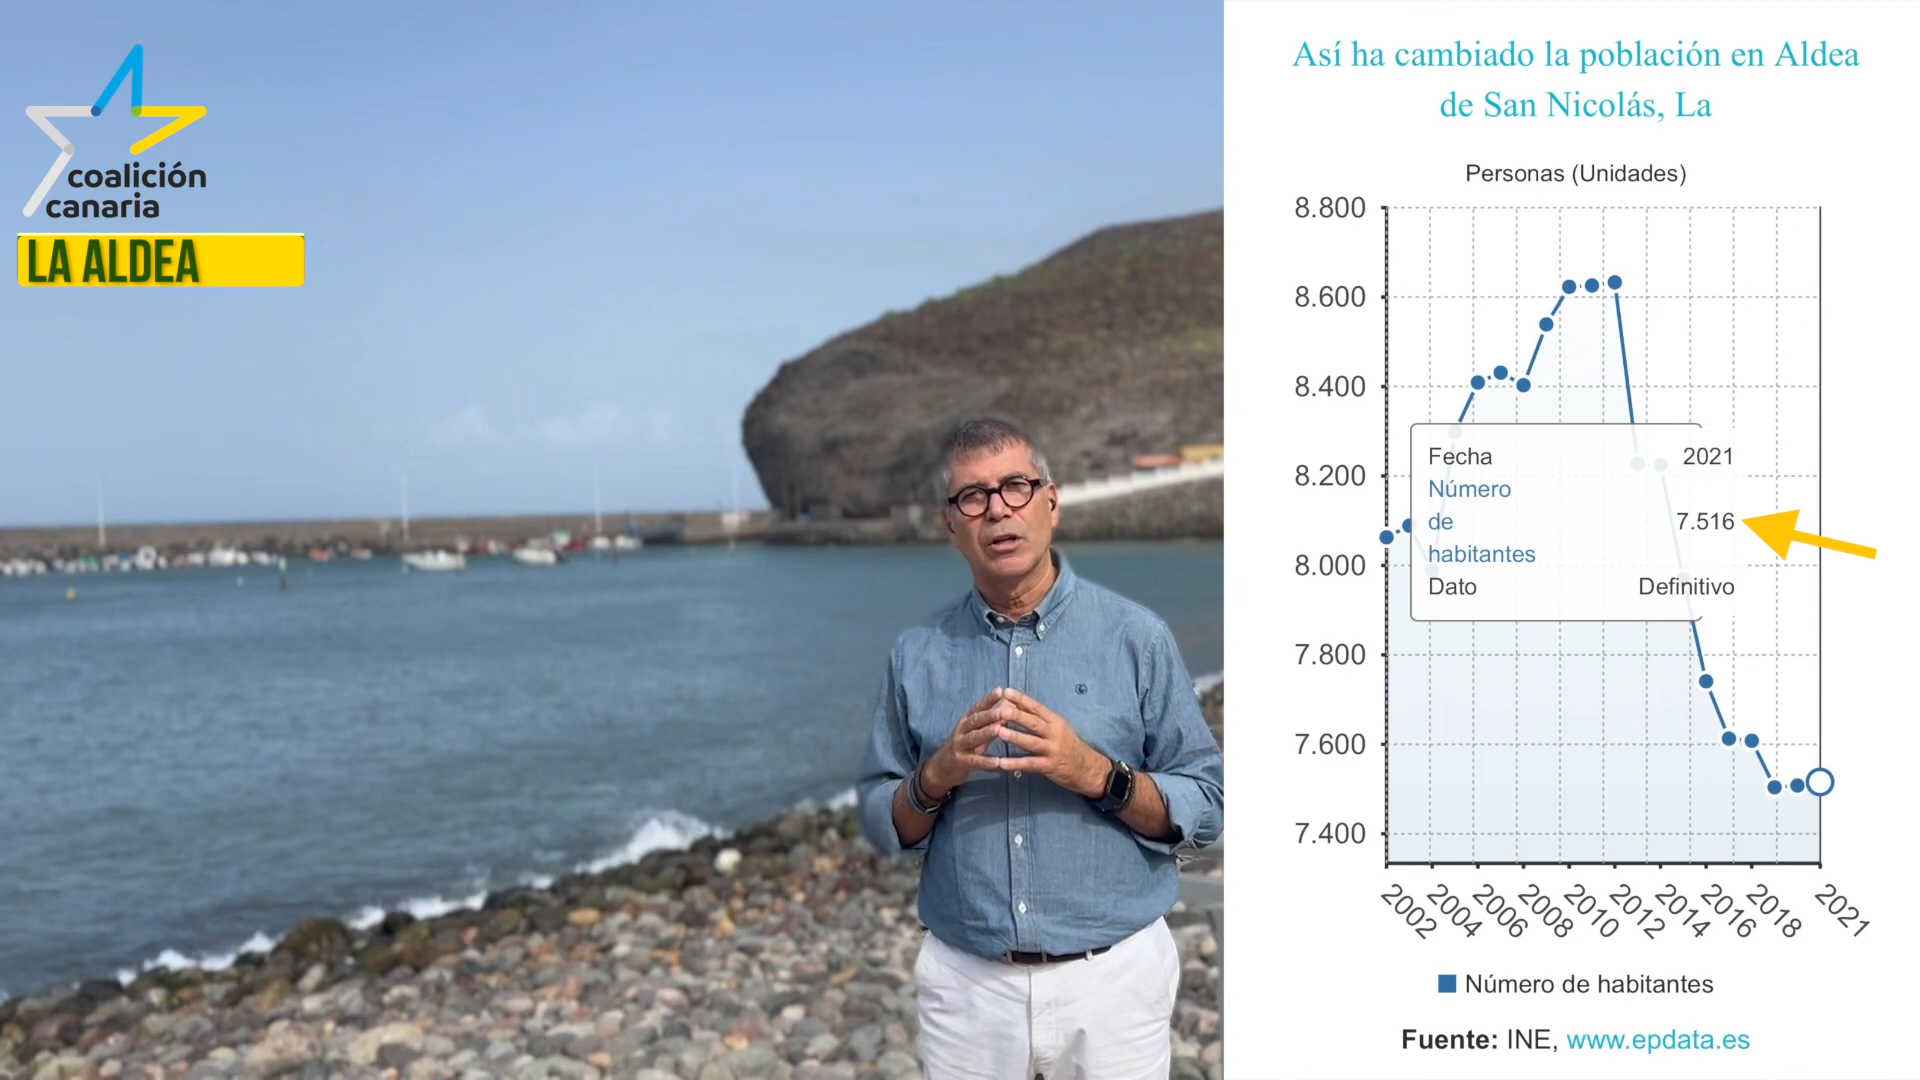 coalición
canaria
LA ALDEA
Así ha cambiado la población en Aldea
de San Nicolás, La
Personas (Unidades)
8.800
8.600
8.400
8.200
8.000
7.800
7.600
7.400
Fecha 2021
Número
de 7.516
habitantes
Dato Definitivo
2002 2004 2006 2008 2010 2012 2014 2016 2018 2021
Número de habitantes
Fuente: INE, www.epdata.es